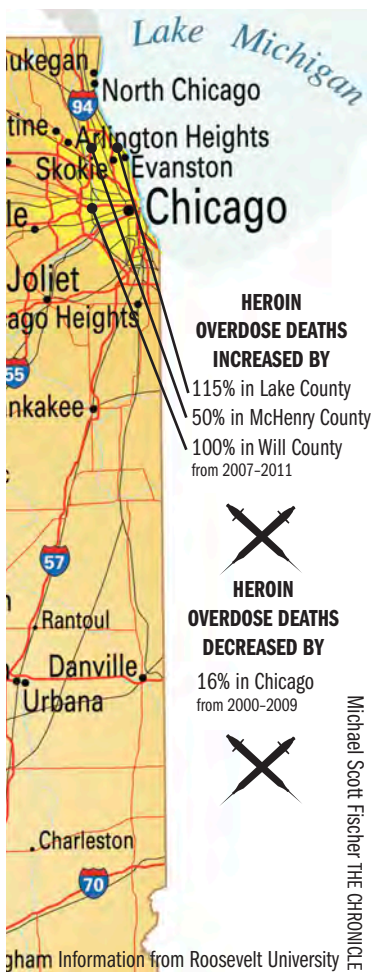 Lake Michigan
ukegan
North Chicago
94
tine
Arlington Heights
Skokie
Evanston
Chicago
le
Joliet
ago Heights
55
nkakee
HEROIN
OVERDOSE DEATHS
INCREASED BY
115% in Lake County
50% in McHenry County
100% in Will County
from 2007–2011
57
HEROIN
OVERDOSE DEATHS
DECREASED BY
16% in Chicago
from 2000–2009
Rantoul
Danville
Urbana
Charleston
70
gham
Information from Roosevelt University
Michael Scott Fischer THE CHRONICLE